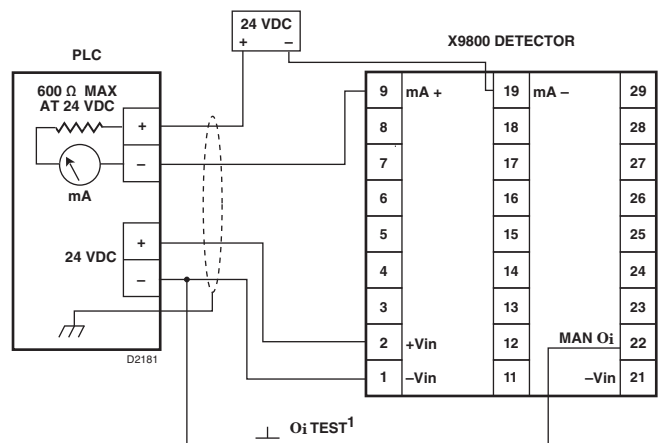 24 VDC
+ –
PLC
X9800 DETECTOR
600 Ω MAX
AT 24 VDC
+
–
mA
24 VDC
+
–
D2181
9 mA + 19 mA – 29
8 18 28
7 17 27
6 16 26
5 15 25
4 14 24
3 13 23
2 +Vin 12 MAN Oi 22
1 –Vin 11 –Vin 21
Oi TEST1